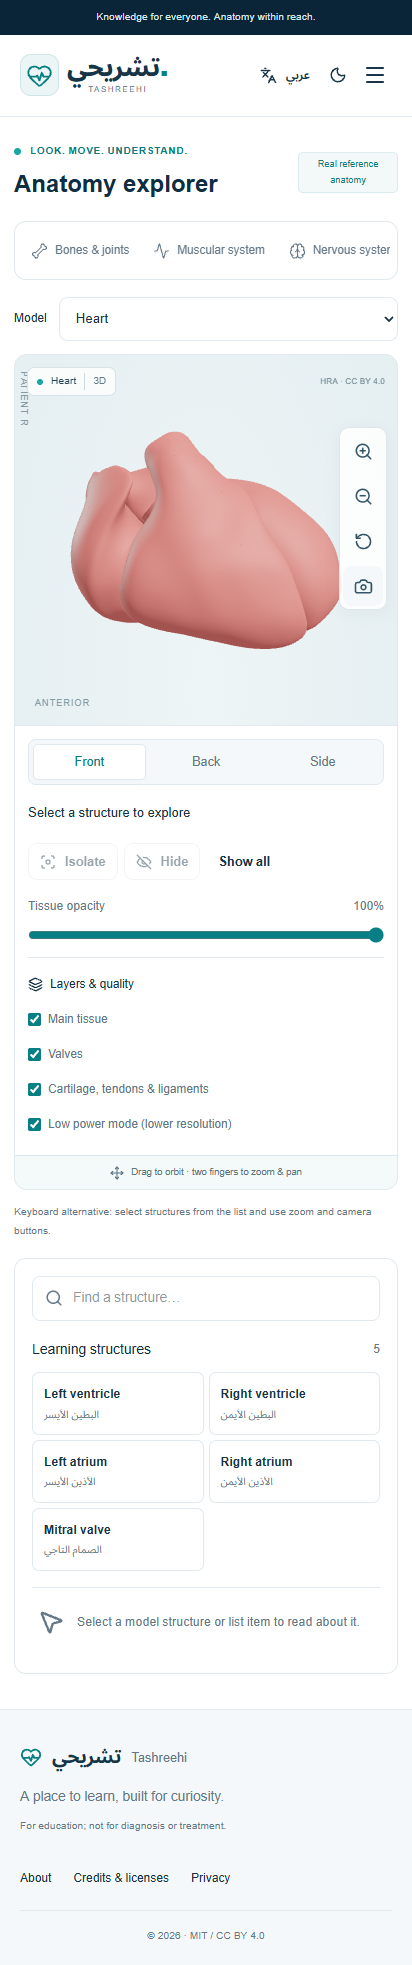 Knowledge for everyone. Anatomy within reach.
تشريحي.
TASHREEHI
عربي
LOOK. MOVE. UNDERSTAND.
Anatomy explorer
Real reference
anatomy
Bones & joints
Muscular system
Nervous syster
Model
Heart
PATIENT R
Heart
3D
HRA · CC BY 4.0
ANTERIOR
Front
Back
Side
Select a structure to explore
Isolate
Hide
Show all
Tissue opacity
100%
Layers & quality
Main tissue
Valves
Cartilage, tendons & ligaments
Low power mode (lower resolution)
Drag to orbit · two fingers to zoom & pan
Keyboard alternative: select structures from the list and use zoom and camera
buttons.
Find a structure…
Learning structures
5
Left ventricle
البطين الأيسر
Right ventricle
البطين الأيمن
Left atrium
الأذين الأيسر
Right atrium
الأذين الأيمن
Mitral valve
الصمام التاجي
Select a model structure or list item to read about it.
تشريحي
Tashreehi
A place to learn, built for curiosity.
For education; not for diagnosis or treatment.
About
Credits & licenses
Privacy
© 2026 · MIT / CC BY 4.0